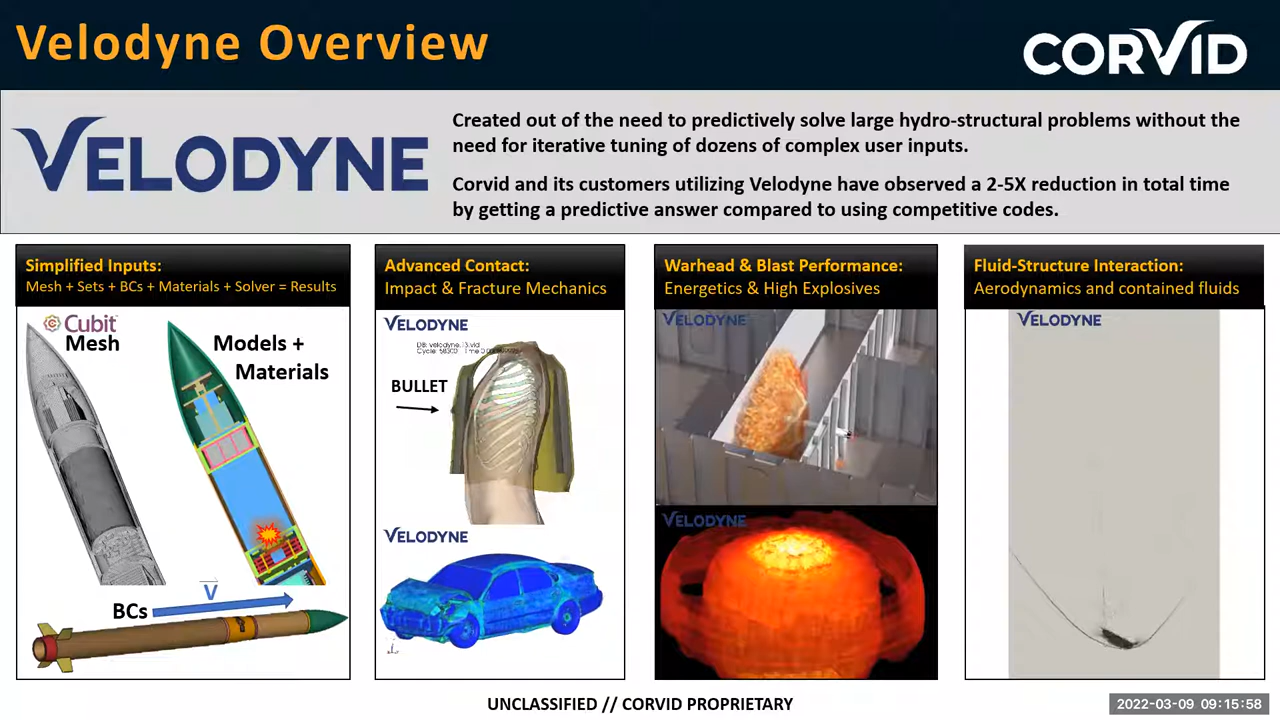 Velodyne Overview
CORVID
VELODYNE
Created out of the need to predictively solve large hydro-structural problems without the
need for iterative tuning of dozens of complex user inputs.
Corvid and its customers utilizing Velodyne have observed a 2-5X reduction in total time
by getting a predictive answer compared to using competitive codes.
Simplified Inputs:
Mesh + Sets + BCs + Materials + Solver = Results
Cubit
Mesh
Models +
Materials
V
BCs
Advanced Contact:
Impact & Fracture Mechanics
VELODYNE
DB: velodyne.13.vld
BULLET
VELODYNE
Warhead & Blast Performance:
Energetics & High Explosives
VELODYNE
VELODYNE
Fluid-Structure Interaction:
Aerodynamics and contained fluids
VELODYNE
UNCLASSIFIED // CORVID PROPRIETARY
2022-03-09 09:15:58